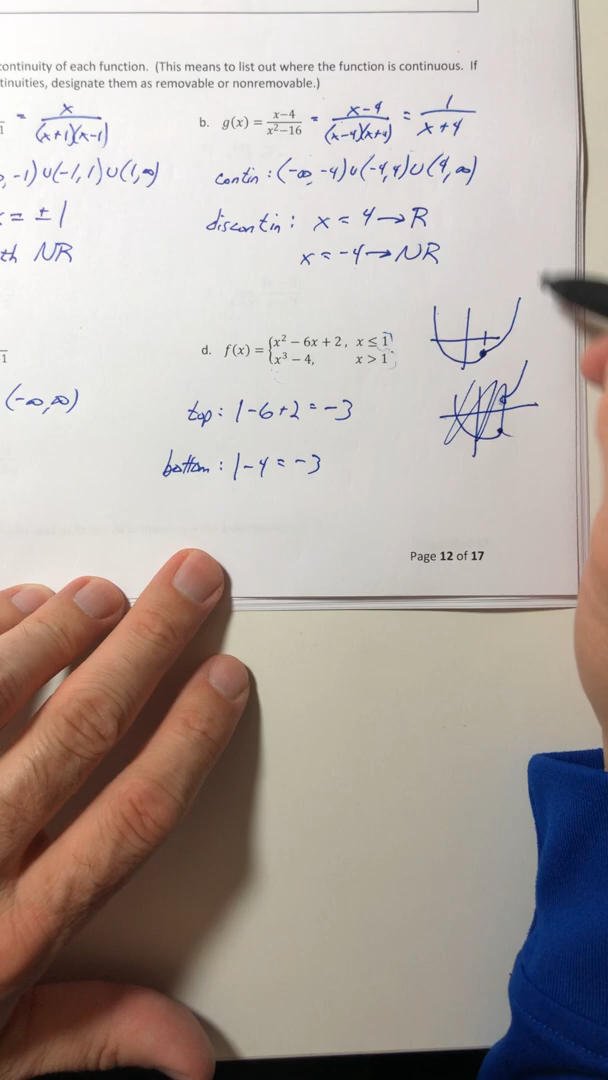 continuity of each function. (This means to list out where the function is continuous. If
tinuities, designate them as removable or nonremovable.)
1 = x/((x+1)(x-1))
b. g(x) = (x−4)/(x²−16) = (x-4)/((x-4)(x+4)) = 1/(x+4)
, -1)∪(-1, 1)∪(1, ∞)
contin : (-∞, -4)∪(-4, 4)∪(4, ∞)
= ±1
discontin : x = 4 → R
th NR
x = -4 → NR
1
d. f(x) = {x² − 6x + 2, x ≤ 1
x³ − 4, x > 1
(-∞, ∞)
top : 1-6+2 = -3
bottom : 1-4 = -3
Page 12 of 17